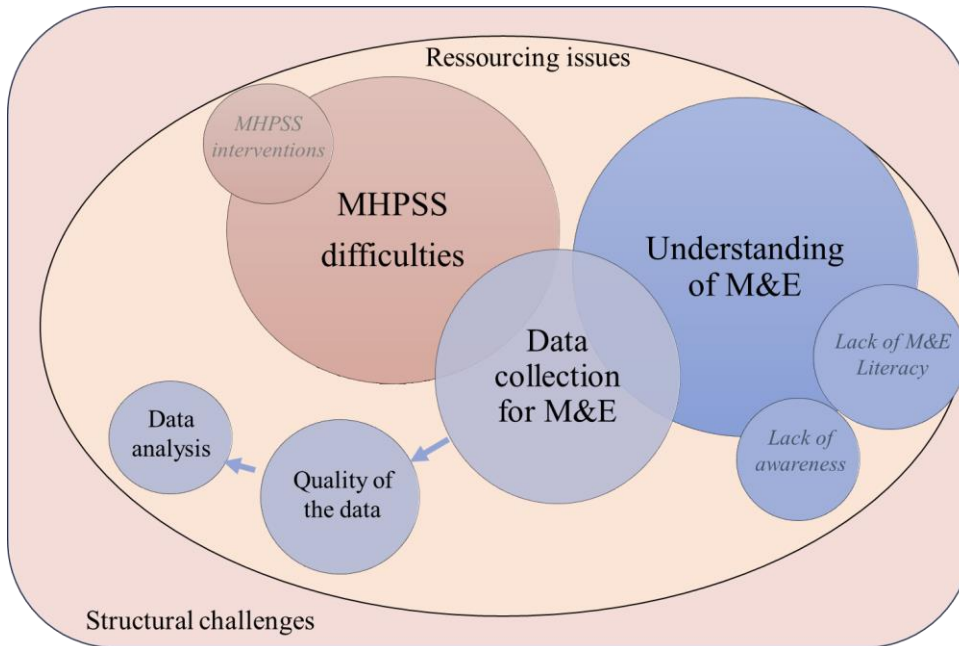 Ressourcing issues
MHPSS
interventions
MHPSS
difficulties
Understanding
of M&E
Data
collection
for M&E
Lack of M&E
Literacy
Lack of
awareness
Data
analysis
Quality of
the data
Structural challenges